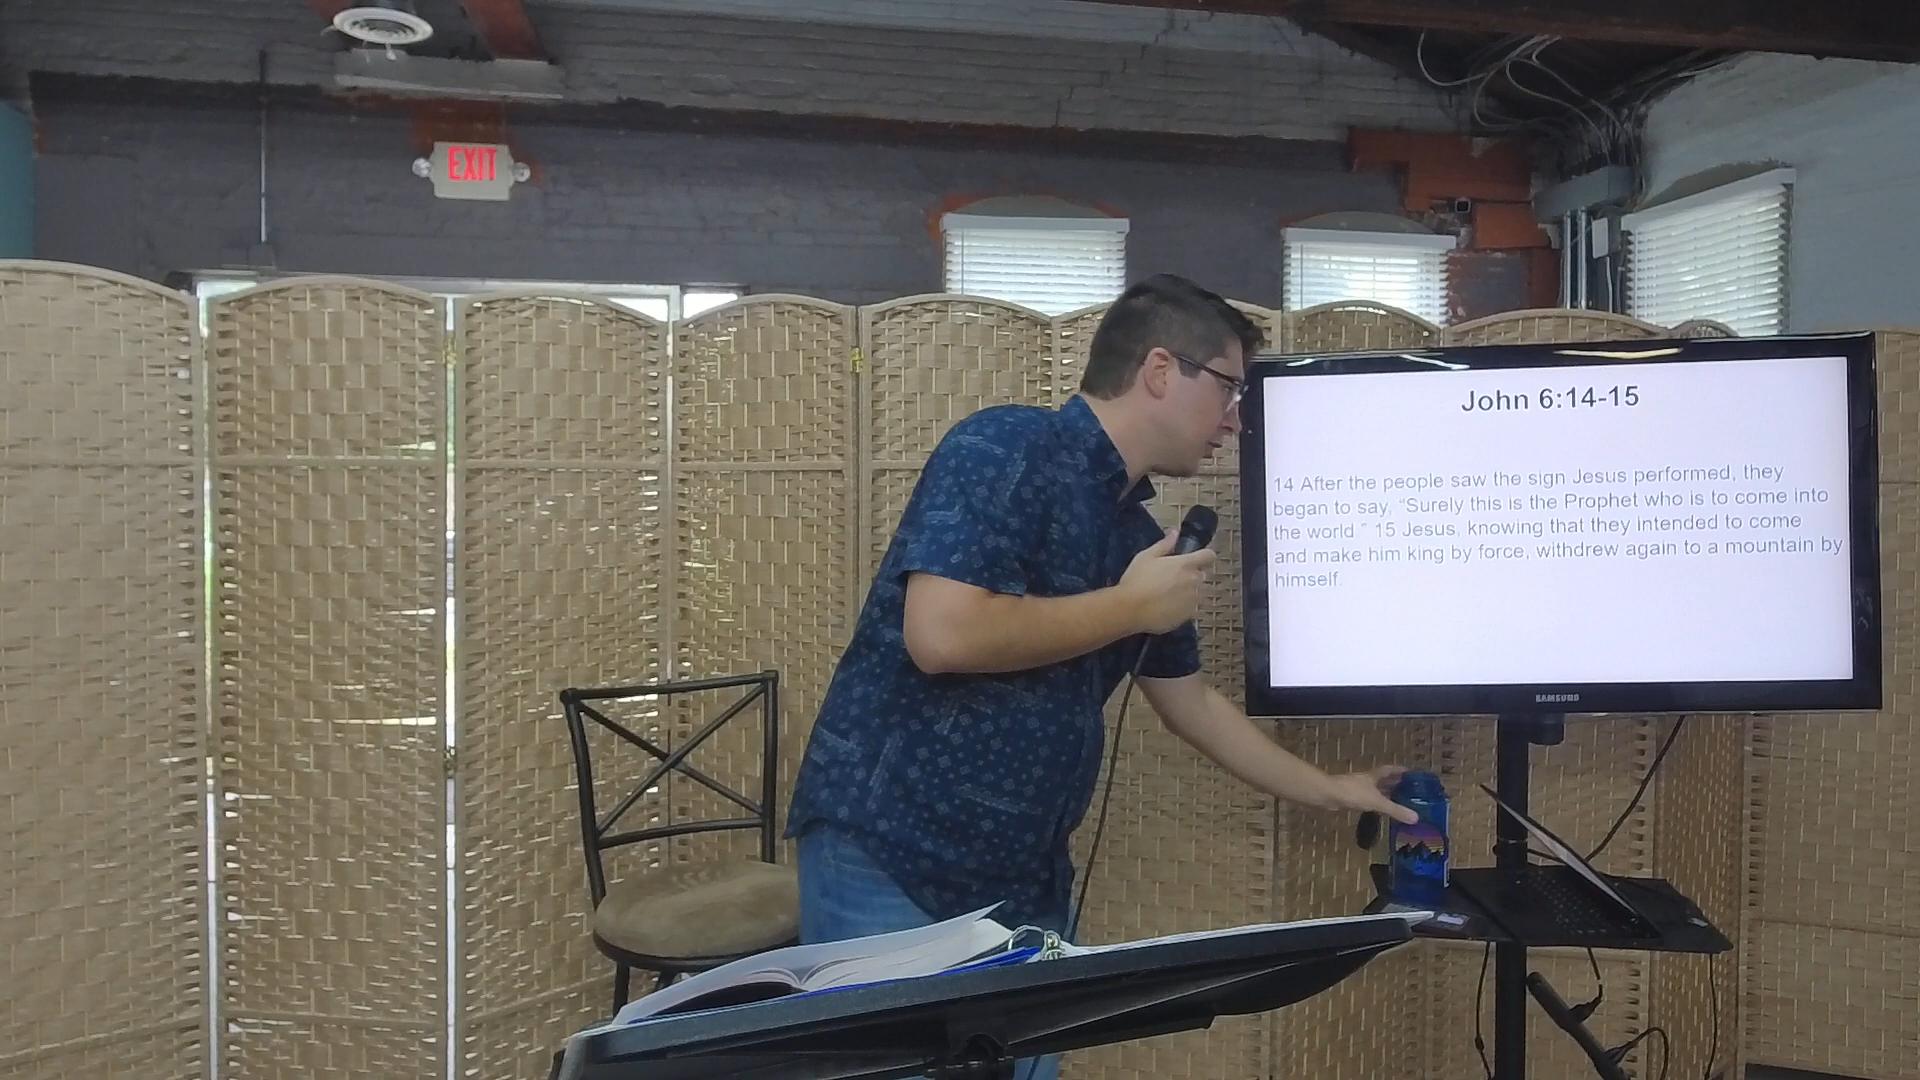 EXIT
John 6:14-15
14 After the people saw the sign Jesus performed, they
began to say, “Surely this is the Prophet who is to come into
the world.” 15 Jesus, knowing that they intended to come
and make him king by force, withdrew again to a mountain by
himself.
SAMSUNG